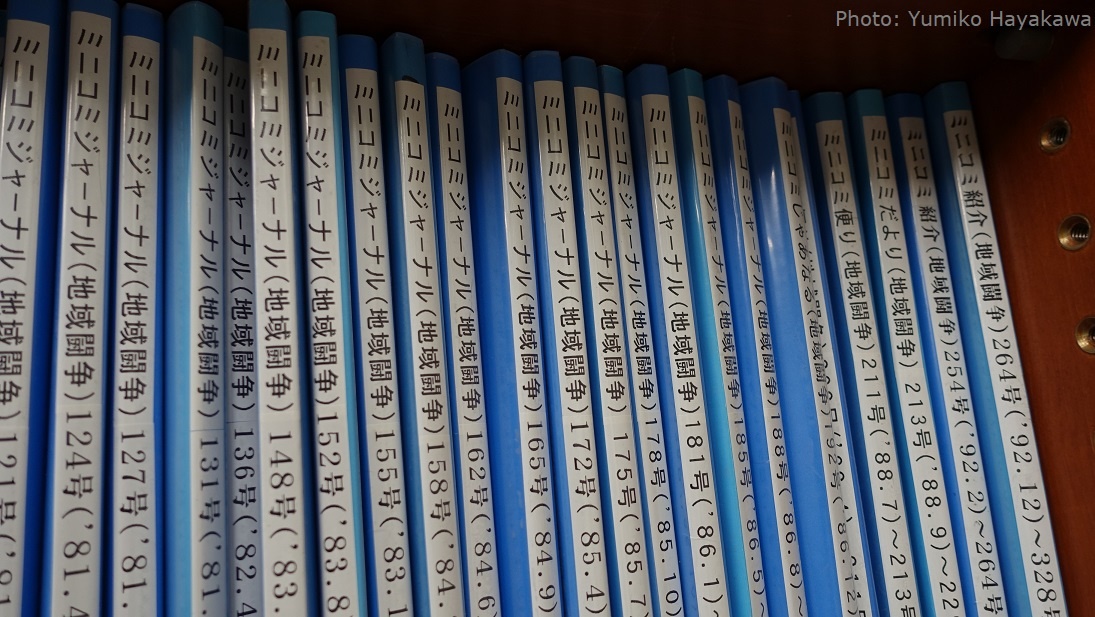 Photo: Yumiko Hayakawa
ミニコミジャーナル(地域闘争)121号('81
ミニコミジャーナル(地域闘争)124号('81.4
ミニコミジャーナル(地域闘争)127号('81.
ミニコミジャーナル(地域闘争)131号('81.
ミニコミジャーナル(地域闘争)136号('82.4
ミニコミジャーナル(地域闘争)148号('83.
ミニコミジャーナル(地域闘争)152号('83.8
ミニコミジャーナル(地域闘争)155号('83.1
ミニコミジャーナル(地域闘争)158号('84.
ミニコミジャーナル(地域闘争)162号('84.6
ミニコミジャーナル(地域闘争)165号('84.9)
ミニコミジャーナル(地域闘争)172号('85.4)
ミニコミジャーナル(地域闘争)175号('85.7
ミニコミジャーナル(地域闘争)178号('85.10)
ミニコミジャーナル(地域闘争)181号('86.1)~
ミニコミジャーナル(地域闘争)185号('86.5)~
ミニコミジャーナル(地域闘争)188号('86.8)~
ミニコミ便り(地域闘争)211号('88.7)~213号
ミニコミだより(地域闘争)213号('88.9)~22
ミニコミ紹介(地域闘争)254号('92.2)~264号
ミニコミ紹介(地域闘争)264号('92.12)~328号